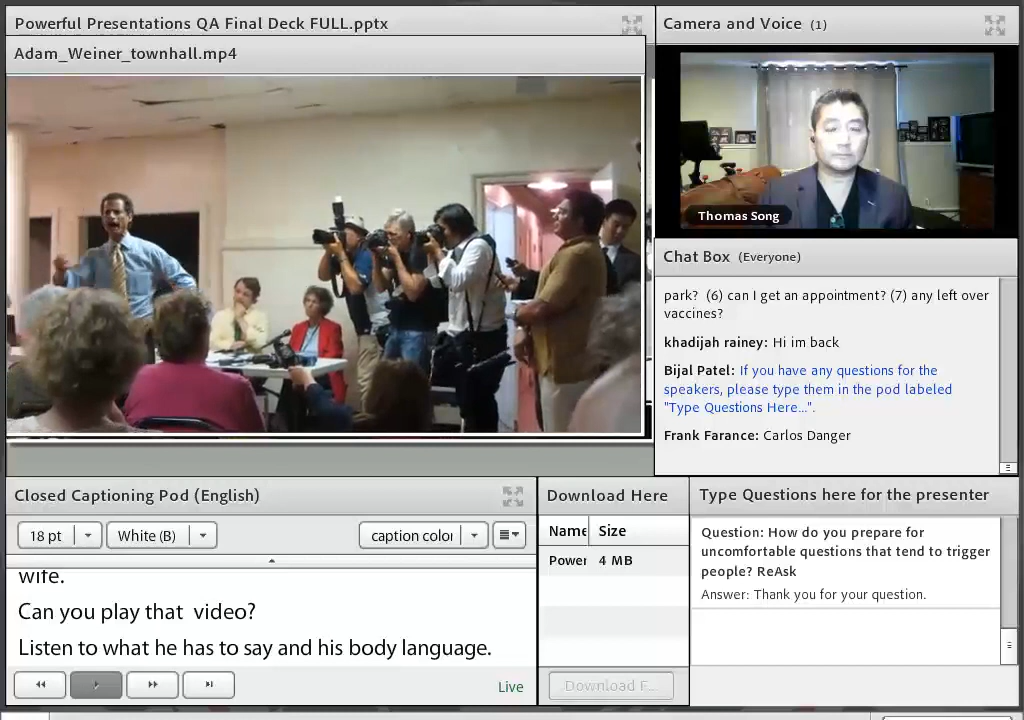 Powerful Presentations QA Final Deck FULL.pptx
Adam_Weiner_townhall.mp4
Camera and Voice (1)
Thomas Song
Chat Box (Everyone)
park? (6) can I get an appointment? (7) any left over
vaccines?
khadijah rainey: Hi im back
Bijal Patel: If you have any questions for the
speakers, please type them in the pod labeled
"Type Questions Here...".
Frank Farance: Carlos Danger
Closed Captioning Pod (English)
18 pt
White (B)
caption color
wife.
Can you play that video?
Listen to what he has to say and his body language.
Live
Download Here
Name Size
Power 4 MB
Download F...
Type Questions here for the presenter
Question: How do you prepare for
uncomfortable questions that tend to trigger
people? ReAsk
Answer: Thank you for your question.